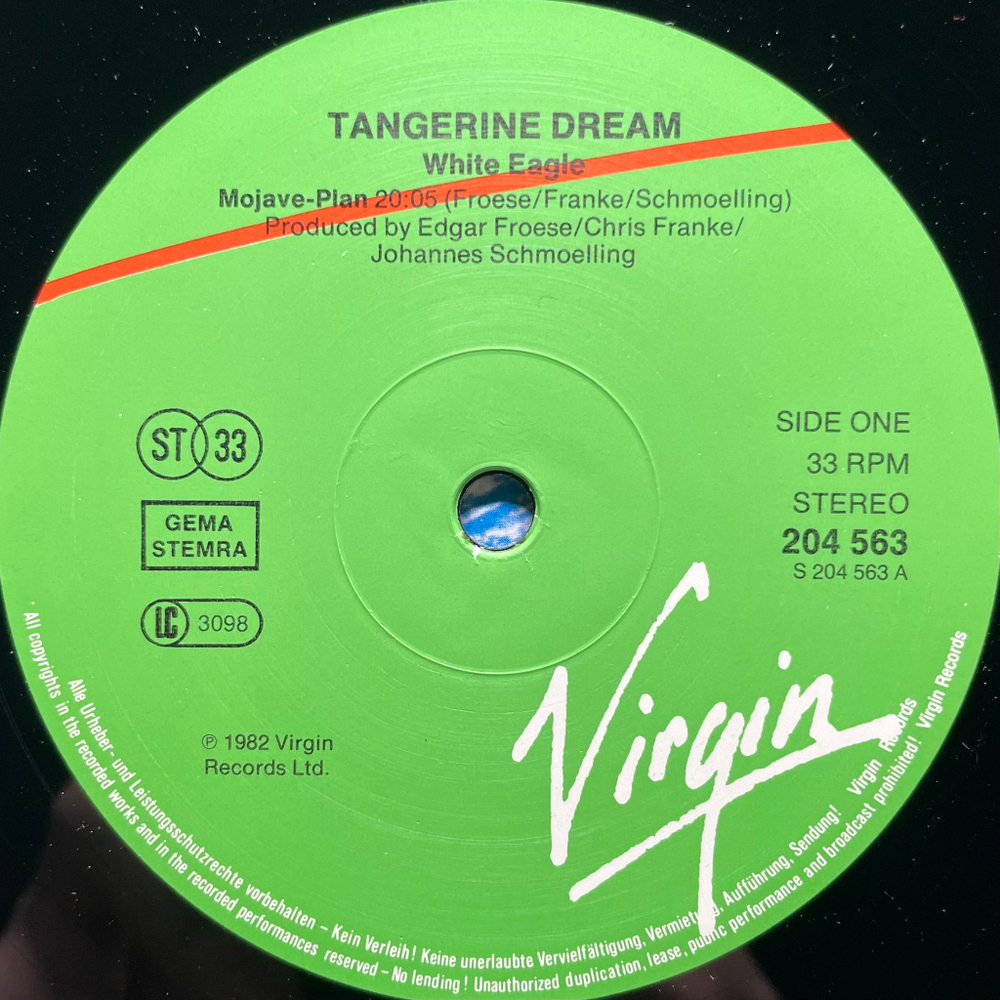 TANGERINE DREAM
White Eagle
Mojave-Plan 20:05 (Froese/Franke/Schmoelling)
Produced by Edgar Froese/Chris Franke/
Johannes Schmoelling
ST 33
GEMA
STEMRA
LC 3098
SIDE ONE
33 RPM
STEREO
204 563
S 204 563 A
℗ 1982 Virgin
Records Ltd.
Virgin
Alle Urheber- und Leistungsschutzrechte vorbehalten – Kein Verleih! Keine unerlaubte Vervielfältigung, Vermietung, Aufführung, Sendung! Virgin Records
· All copyrights in the recorded works and in the recorded performances reserved – No lending! Unauthorized duplication, lease, public performance and broadcast prohibited! Virgin Records